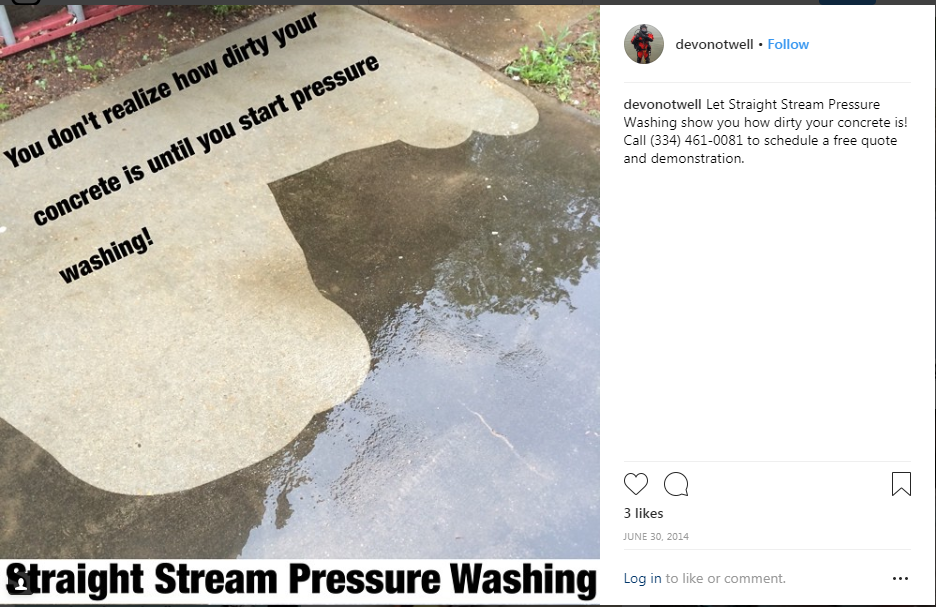 You don't realize how dirty your
concrete is until you start pressure
washing!
Straight Stream Pressure Washing
devonotwell • Follow
devonotwell Let Straight Stream Pressure
Washing show you how dirty your concrete is!
Call (334) 461-0081 to schedule a free quote
and demonstration.
3 likes
JUNE 30, 2014
Log in to like or comment.